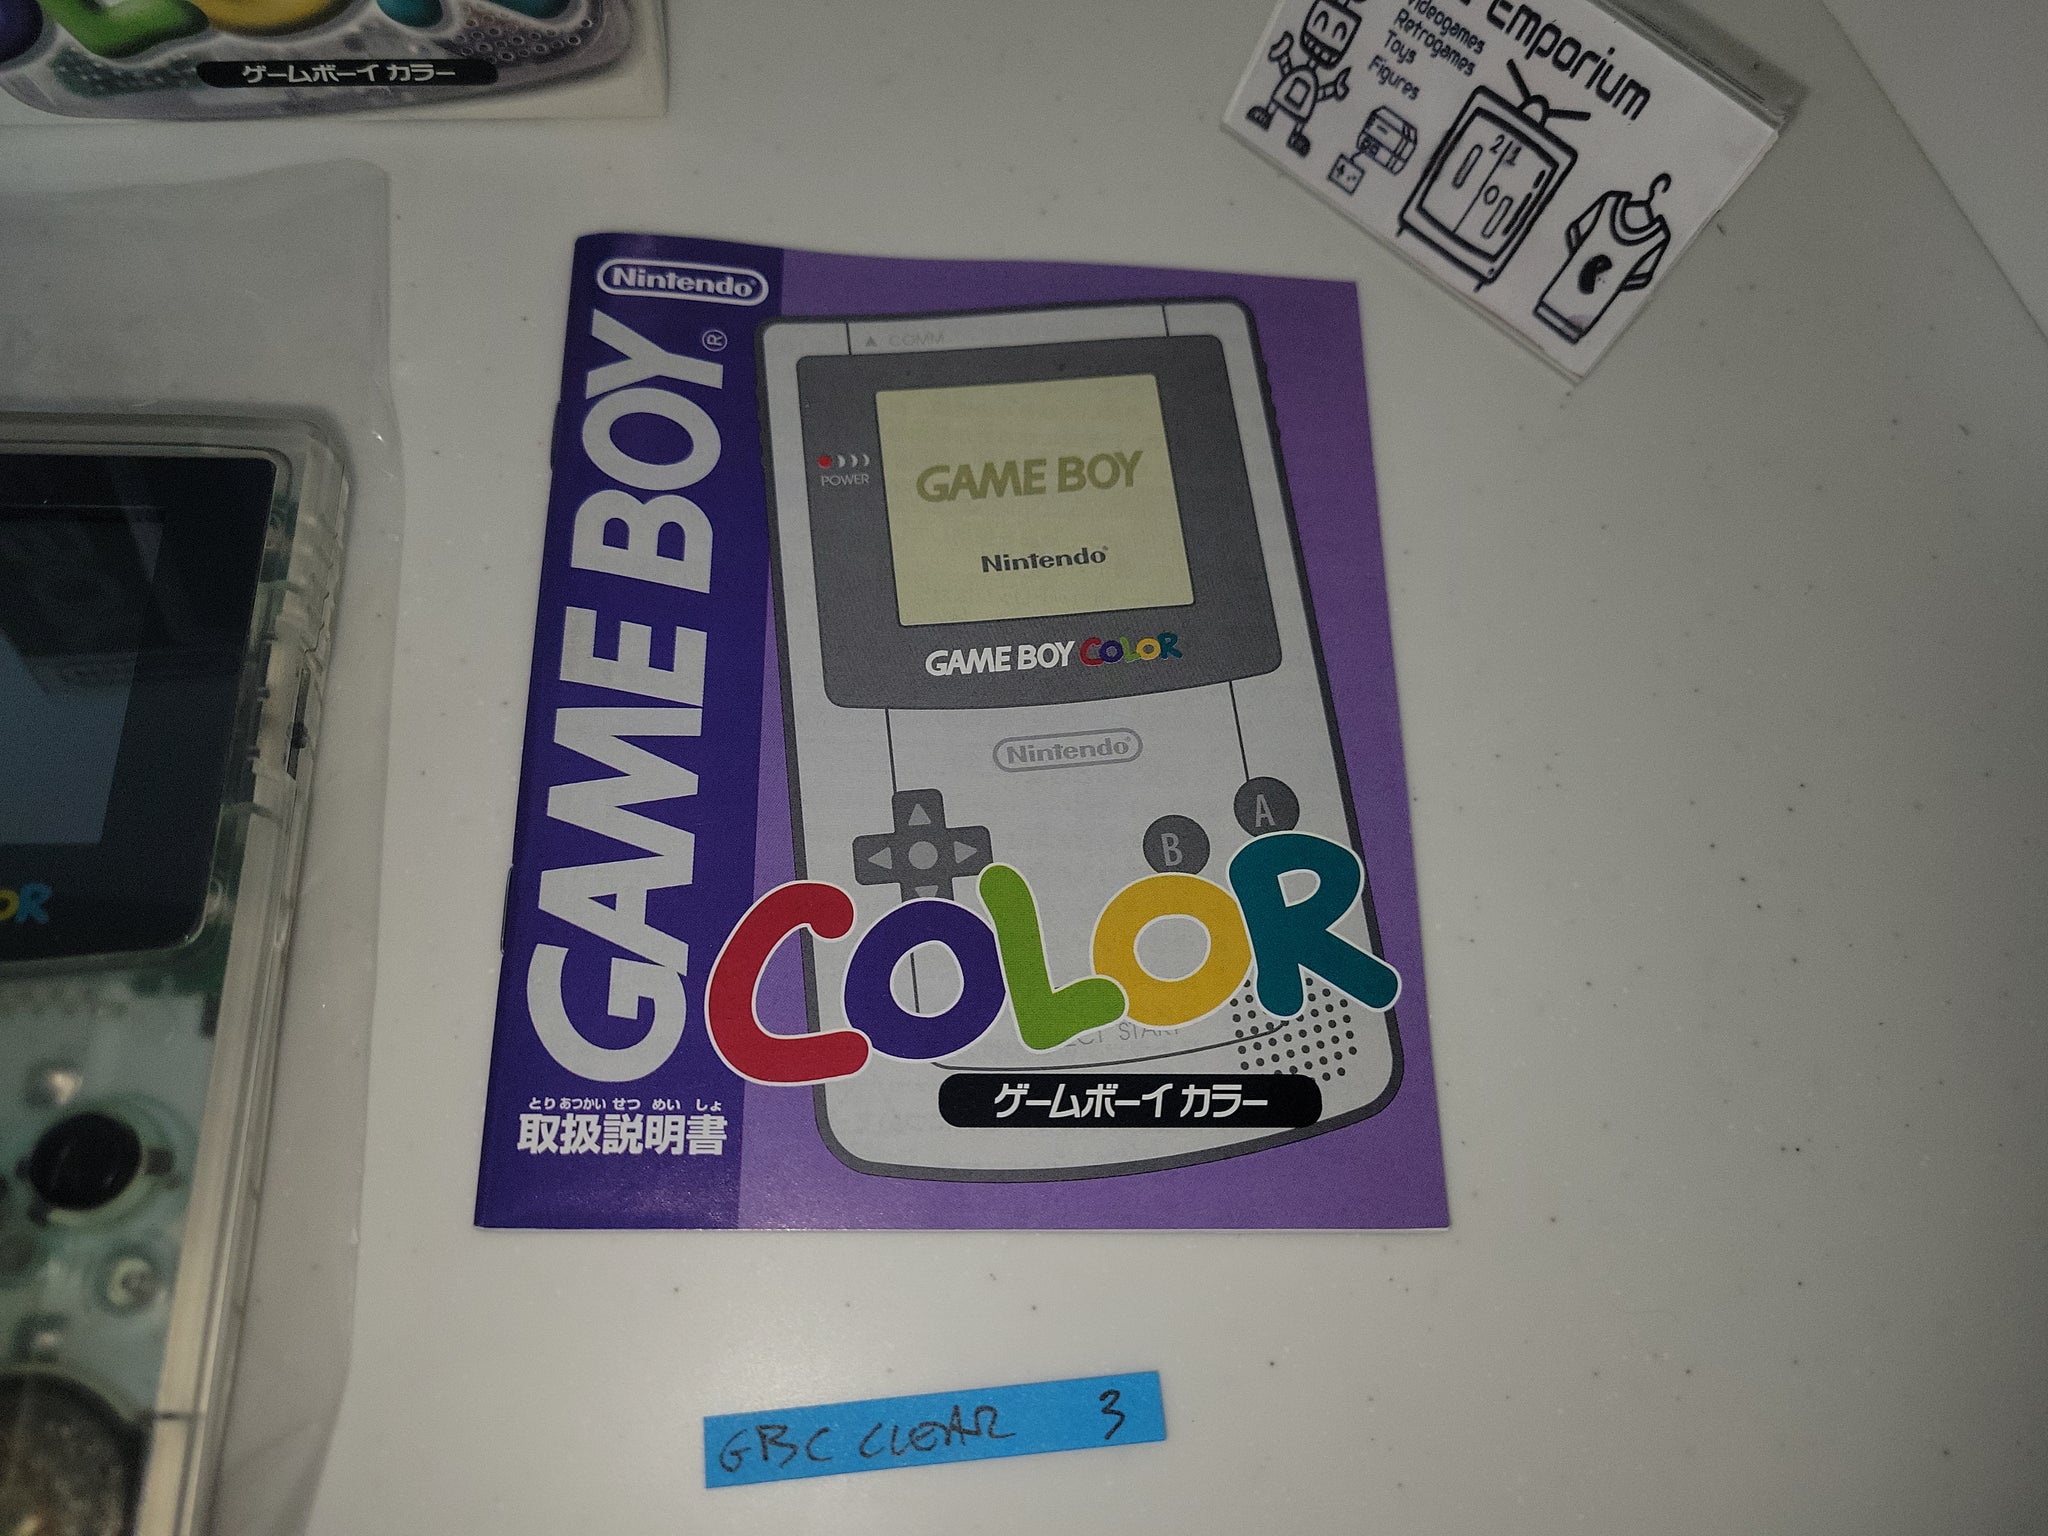 ゲームボーイ カラー
Emporium
Videogames
Retrogames
Toys
Figures
2 1
Nintendo®
GAME BOY®
▲ COMM
POWER
GAME BOY
Nintendo®
GAME BOY COLOR
Nintendo®
A
B
COLOR
START
ゲームボーイ カラー
とり あつかい せつ めい しょ
取扱説明書
OR
GBC CLEAR 3